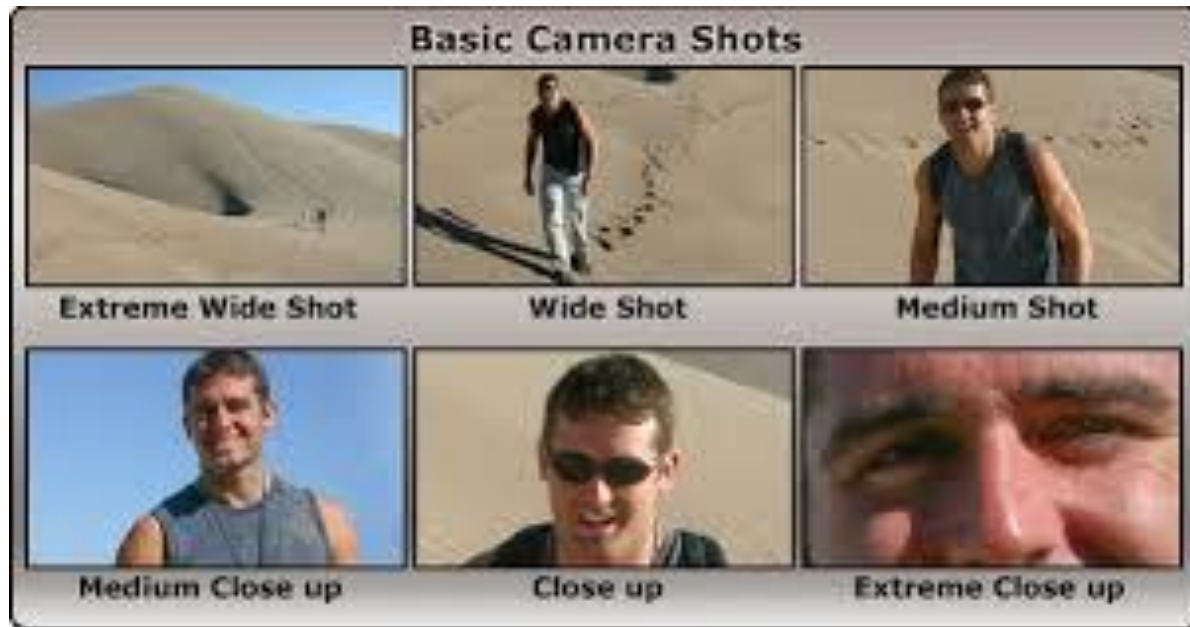 Basic Camera Shots
Extreme Wide Shot
Wide Shot
Medium Shot
Medium Close up
Close up
Extreme Close up